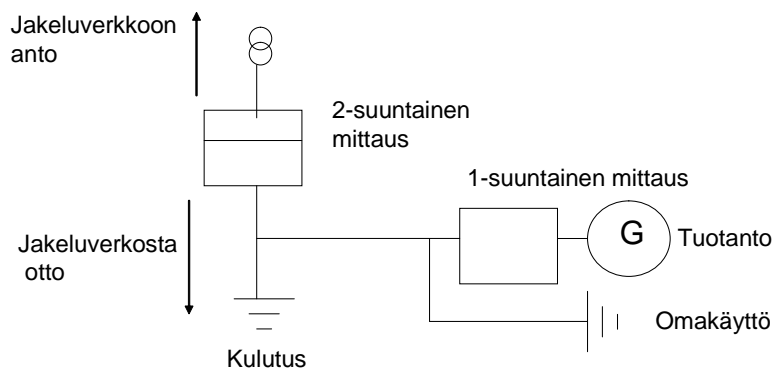 Jakeluverkkoon
anto
2-suuntainen
mittaus
1-suuntainen mittaus
G
Tuotanto
Jakeluverkosta
otto
Omakäyttö
Kulutus